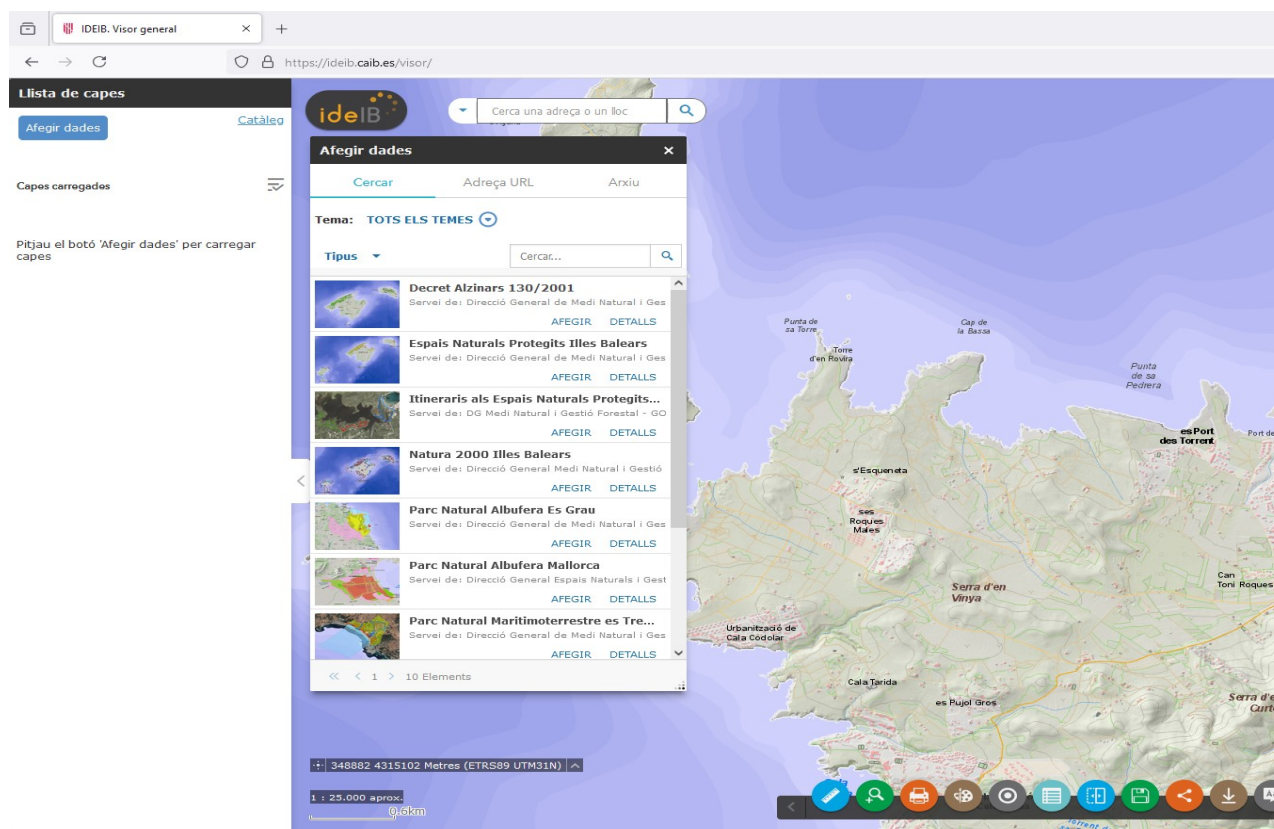 IDEIB. Visor general
https://ideib.caib.es/visor/
Llista de capes
Afegir dades
Catàleg
Capes carregades
Pitjau el botó 'Afegir dades' per carregar
capes
ideIB
Cerca una adreça o un lloc
Afegir dades
Cercar Adreça URL Arxiu
Tema: TOTS ELS TEMES
Tipus Cercar...
Decret Alzinars 130/2001
Servei de: Direcció General de Medi Natural i Ges
AFEGIR DETALLS
Espais Naturals Protegits Illes Balears
Servei de: Direcció General de Medi Natural i Ges
AFEGIR DETALLS
Itineraris als Espais Naturals Protegits...
Servei de: DG Medi Natural i Gestió Forestal - GO
AFEGIR DETALLS
Natura 2000 Illes Balears
Servei de: Direcció General Medi Natural i Gestió
AFEGIR DETALLS
Parc Natural Albufera Es Grau
Servei de: Direcció General de Medi Natural i Ges
AFEGIR DETALLS
Parc Natural Albufera Mallorca
Servei de: Direcció General Espais Naturals i Gest
AFEGIR DETALLS
Parc Natural Maritimoterrestre es Tre...
Servei de: Direcció General de Medi Natural i Ges
AFEGIR DETALLS
1 10 Elements
348882 4315102 Metres (ETRS89 UTM31N)
1 : 25.000 aprox.
0.6km
Punta de
sa Torre
Torre
d'en Rovira
Cap de
la Bassa
Punta
de sa
Pedrera
es Port
des Torrent
Port de
s'Esqueneta
ses
Roques
Males
Serra d'en
Vinya
Can
Toni Roques
Urbanització de
Cala Codolar
Cala Tarida
es Pujol Gros
Serra d'e
Curt